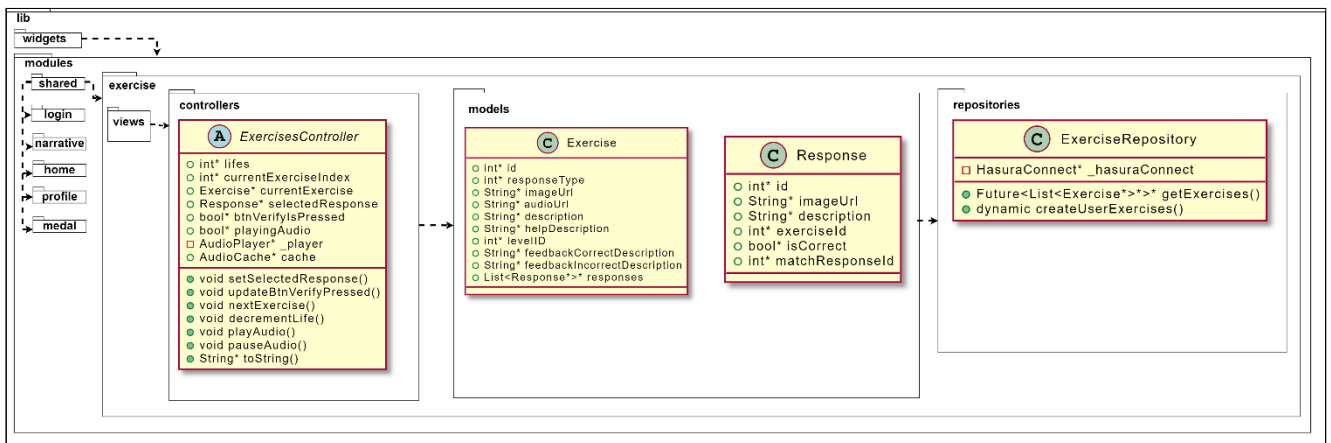 lib
widgets
modules
shared
login
narrative
home
profile
medal
exercise
views
controllers
A ExercisesController
int* lifes
int* currentExerciseIndex
Exercise* currentExercise
Response* selectedResponse
bool* btnVerifyIsPressed
bool* playingAudio
AudioPlayer* _player
AudioCache* cache
void setSelectedResponse()
void updateBtnVerifyPressed()
void nextExercise()
void decrementLife()
void playAudio()
void pauseAudio()
String* toString()
models
C Exercise
int* id
int* responseType
String* imageUrl
String* audioUrl
String* description
String* helpDescription
int* levelID
String* feedbackCorrectDescription
String* feedbackIncorrectDescription
List<Response*>* responses
C Response
int* id
String* imageUrl
String* description
int* exerciseId
bool* isCorrect
int* matchResponseId
repositories
C ExerciseRepository
HasuraConnect* _hasuraConnect
Future<List<Exercise*>*>* getExercises()
dynamic createUserExercises()